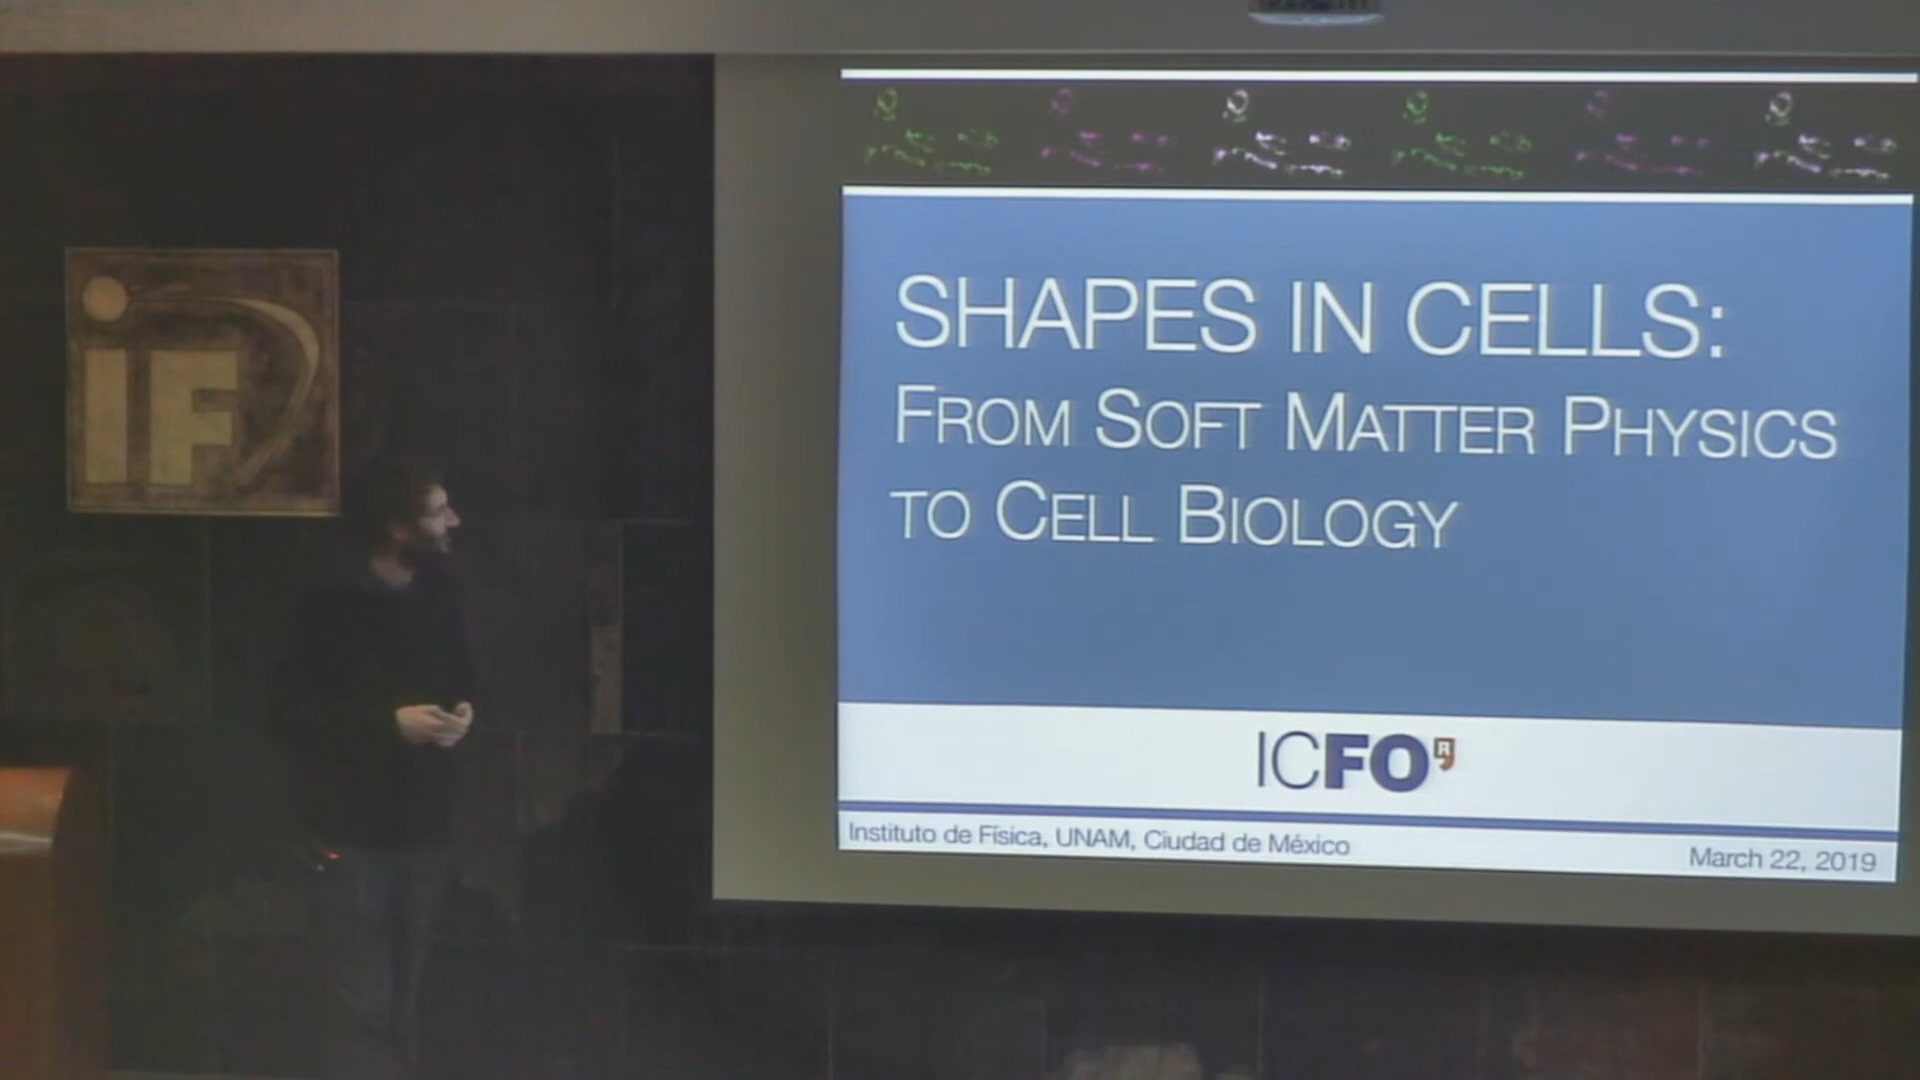 iF
SHAPES IN CELLS:
FROM SOFT MATTER PHYSICS
TO CELL BIOLOGY
ICFO R
Instituto de Física, UNAM, Ciudad de México
March 22, 2019